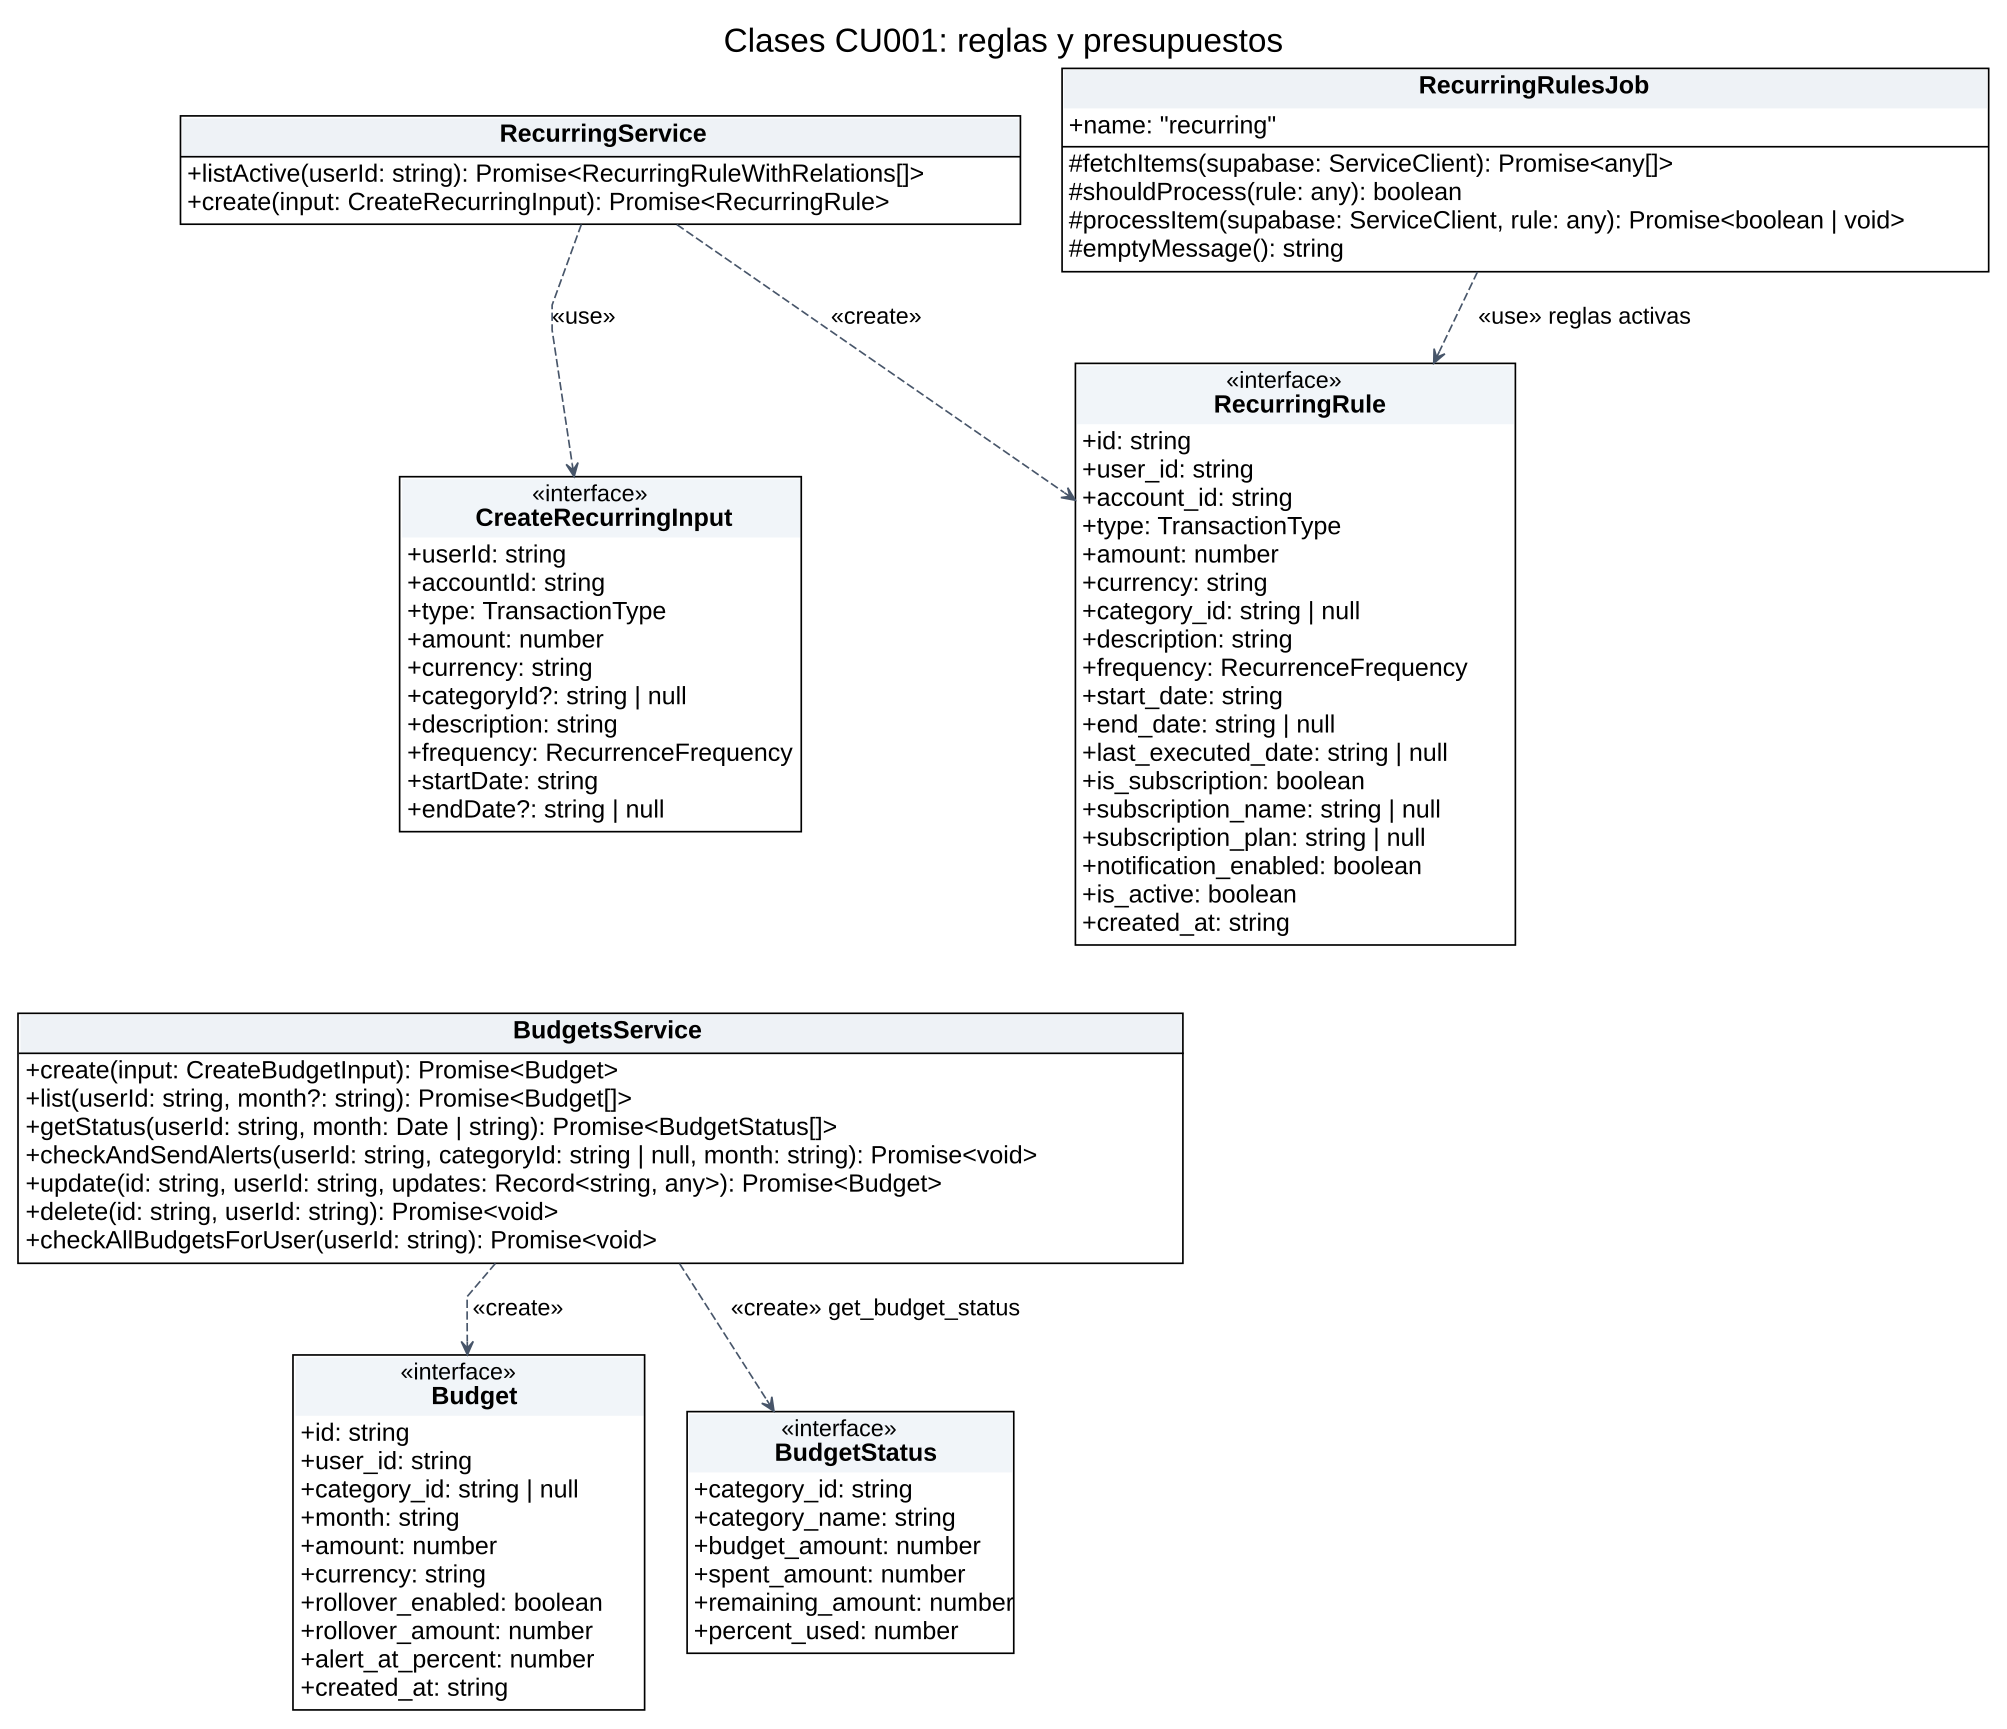 Clases CU001: reglas y presupuestos
RecurringService
+listActive(userId: string): Promise<RecurringRuleWithRelations[]>
+create(input: CreateRecurringInput): Promise<RecurringRule>
RecurringRulesJob
+name: "recurring"
#fetchItems(supabase: ServiceClient): Promise<any[]>
#shouldProcess(rule: any): boolean
#processItem(supabase: ServiceClient, rule: any): Promise<boolean | void>
#emptyMessage(): string
«use»
«create»
«use» reglas activas
«interface»
CreateRecurringInput
+userId: string
+accountId: string
+type: TransactionType
+amount: number
+currency: string
+categoryId?: string | null
+description: string
+frequency: RecurrenceFrequency
+startDate: string
+endDate?: string | null
«interface»
RecurringRule
+id: string
+user_id: string
+account_id: string
+type: TransactionType
+amount: number
+currency: string
+category_id: string | null
+description: string
+frequency: RecurrenceFrequency
+start_date: string
+end_date: string | null
+last_executed_date: string | null
+is_subscription: boolean
+subscription_name: string | null
+subscription_plan: string | null
+notification_enabled: boolean
+is_active: boolean
+created_at: string
BudgetsService
+create(input: CreateBudgetInput): Promise<Budget>
+list(userId: string, month?: string): Promise<Budget[]>
+getStatus(userId: string, month: Date | string): Promise<BudgetStatus[]>
+checkAndSendAlerts(userId: string, categoryId: string | null, month: string): Promise<void>
+update(id: string, userId: string, updates: Record<string, any>): Promise<Budget>
+delete(id: string, userId: string): Promise<void>
+checkAllBudgetsForUser(userId: string): Promise<void>
«create»
«create» get_budget_status
«interface»
Budget
+id: string
+user_id: string
+category_id: string | null
+month: string
+amount: number
+currency: string
+rollover_enabled: boolean
+rollover_amount: number
+alert_at_percent: number
+created_at: string
«interface»
BudgetStatus
+category_id: string
+category_name: string
+budget_amount: number
+spent_amount: number
+remaining_amount: number
+percent_used: number